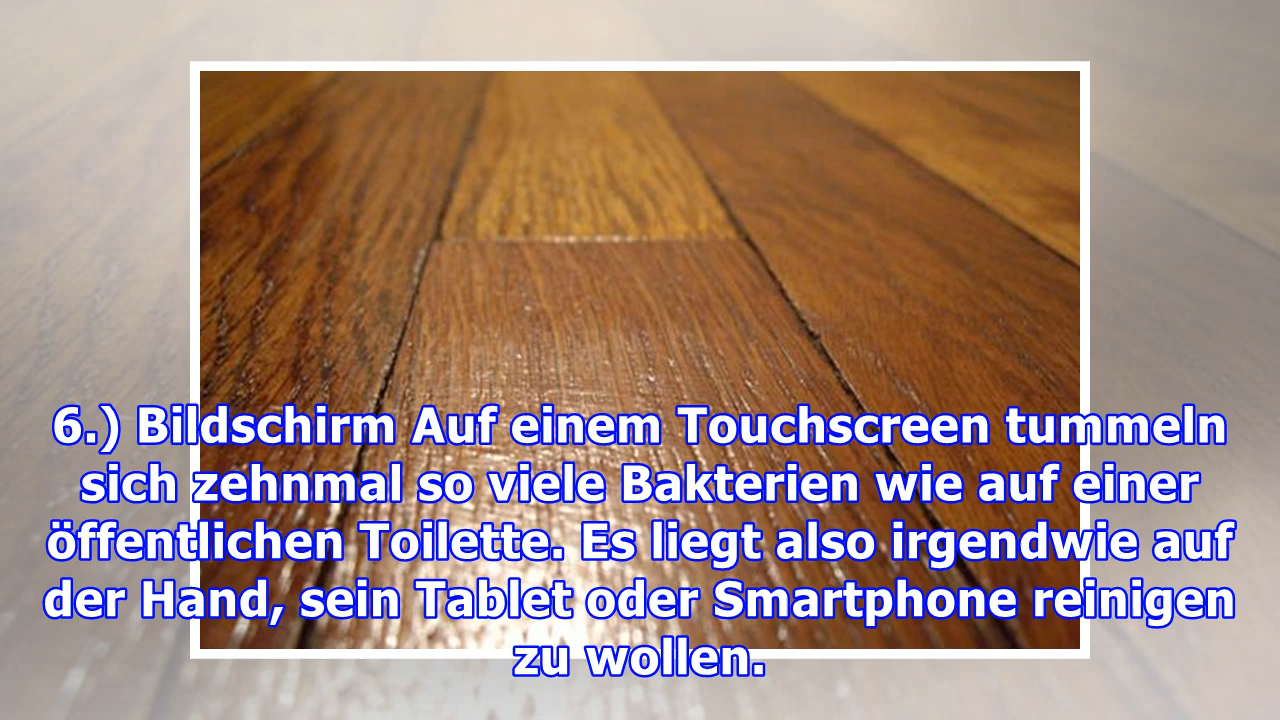 6.) Bildschirm Auf einem Touchscreen tummeln
sich zehnmal so viele Bakterien wie auf einer
öffentlichen Toilette. Es liegt also irgendwie auf
der Hand, sein Tablet oder Smartphone reinigen
zu wollen.